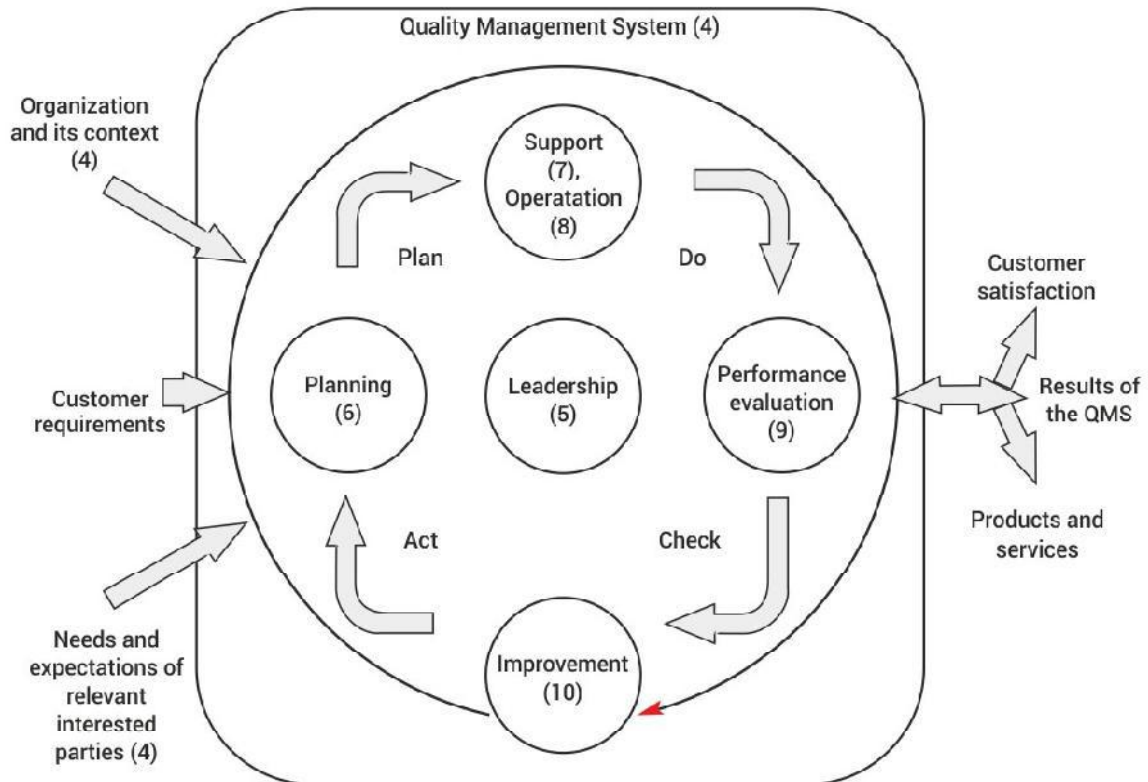 Quality Management System (4)
Organization
and its context
(4)
Support
(7),
Operatation
(8)
Plan
Do
Customer
satisfaction
Customer
requirements
Planning
(6)
Leadership
(5)
Performance
evaluation
(9)
Results of
the QMS
Act
Check
Products and
services
Needs and
expectations of
relevant
interested
parties (4)
Improvement
(10)